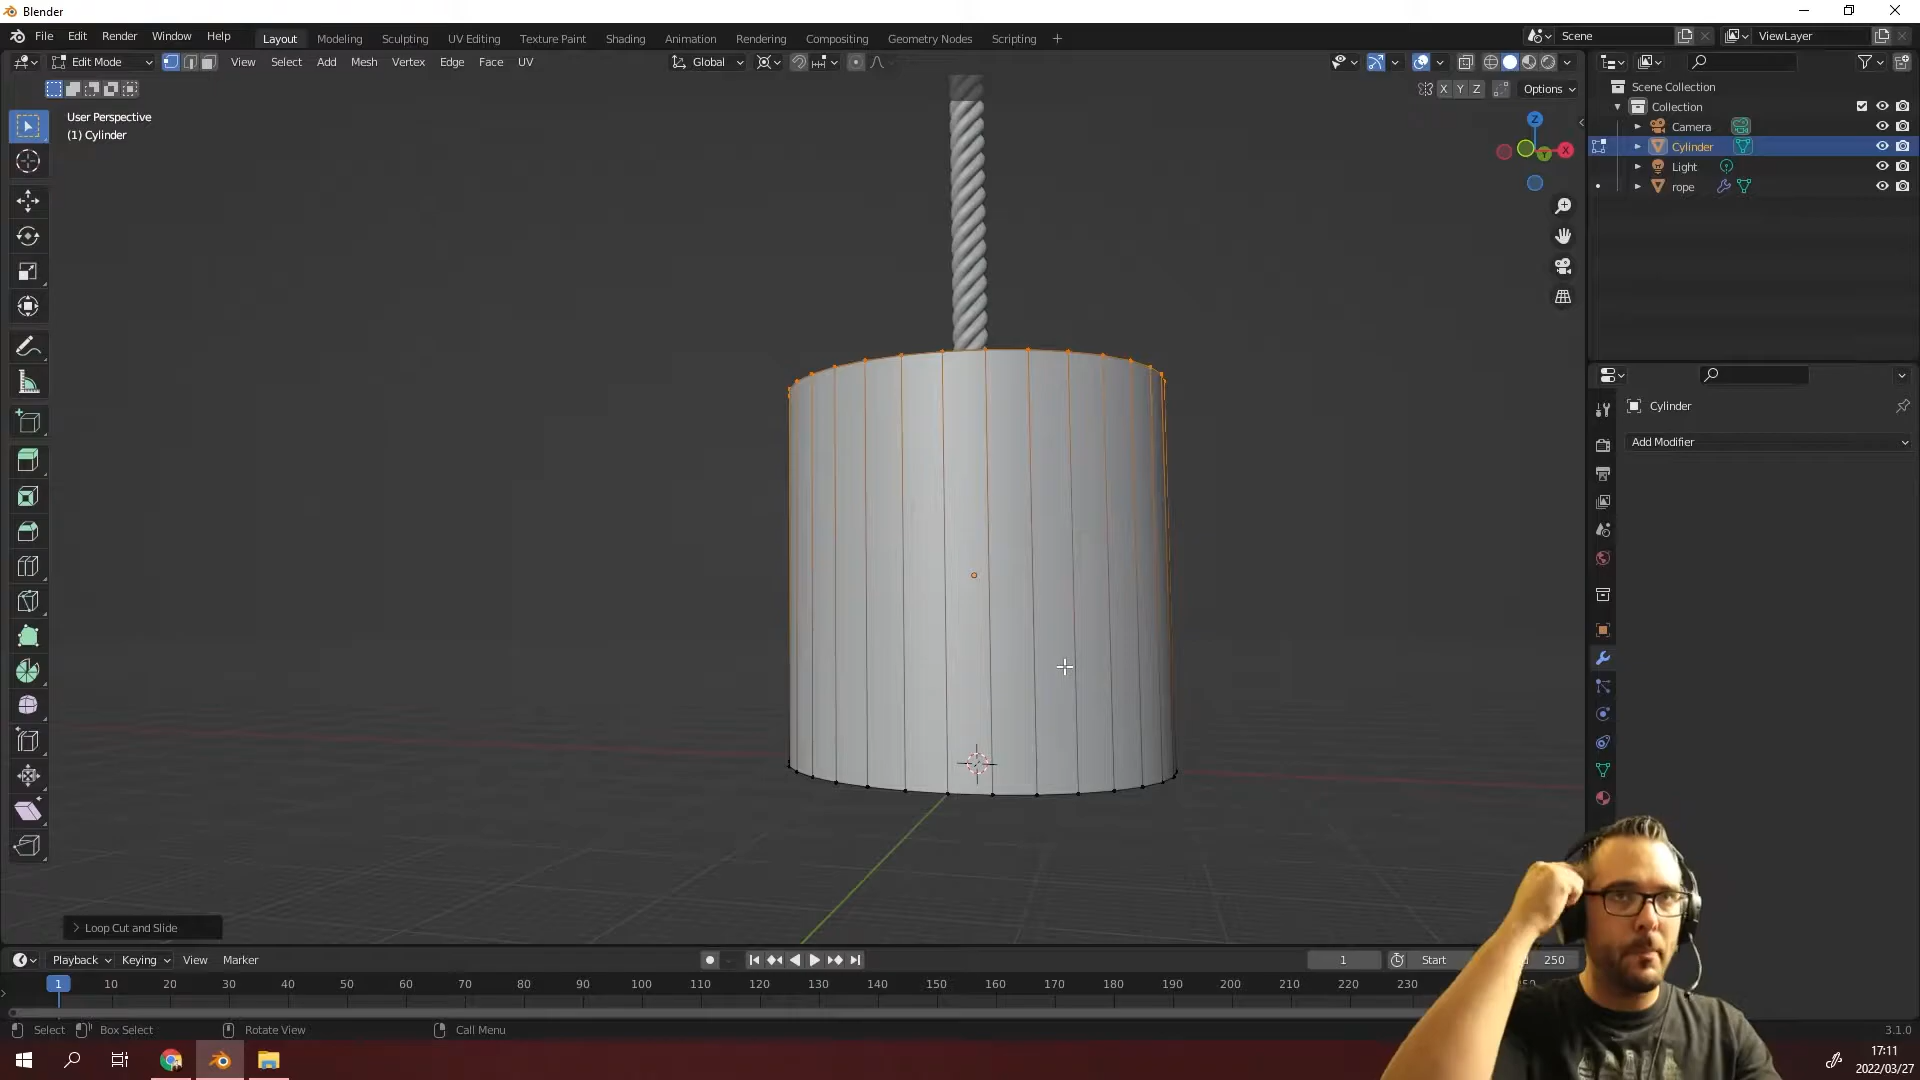 Blender
File Edit Render Window Help
Layout Modeling Sculpting UV Editing Texture Paint Shading Animation Rendering Compositing Geometry Nodes Scripting +
Scene
ViewLayer
Edit Mode
View Select Add Mesh Vertex Edge Face UV
Global
X Y Z
Options
User Perspective
(1) Cylinder
Z
X
Y
Scene Collection
Collection
Camera
Cylinder
Light
rope
Cylinder
Add Modifier
Loop Cut and Slide
Playback Keying View Marker
1
Start
250
1 10 20 30 40 50 60 70 80 90 100 110 120 130 140 150 160 170 180 190 200 210 220 230
Select Box Select Rotate View Call Menu
3.1.0
17:11
2022/03/27